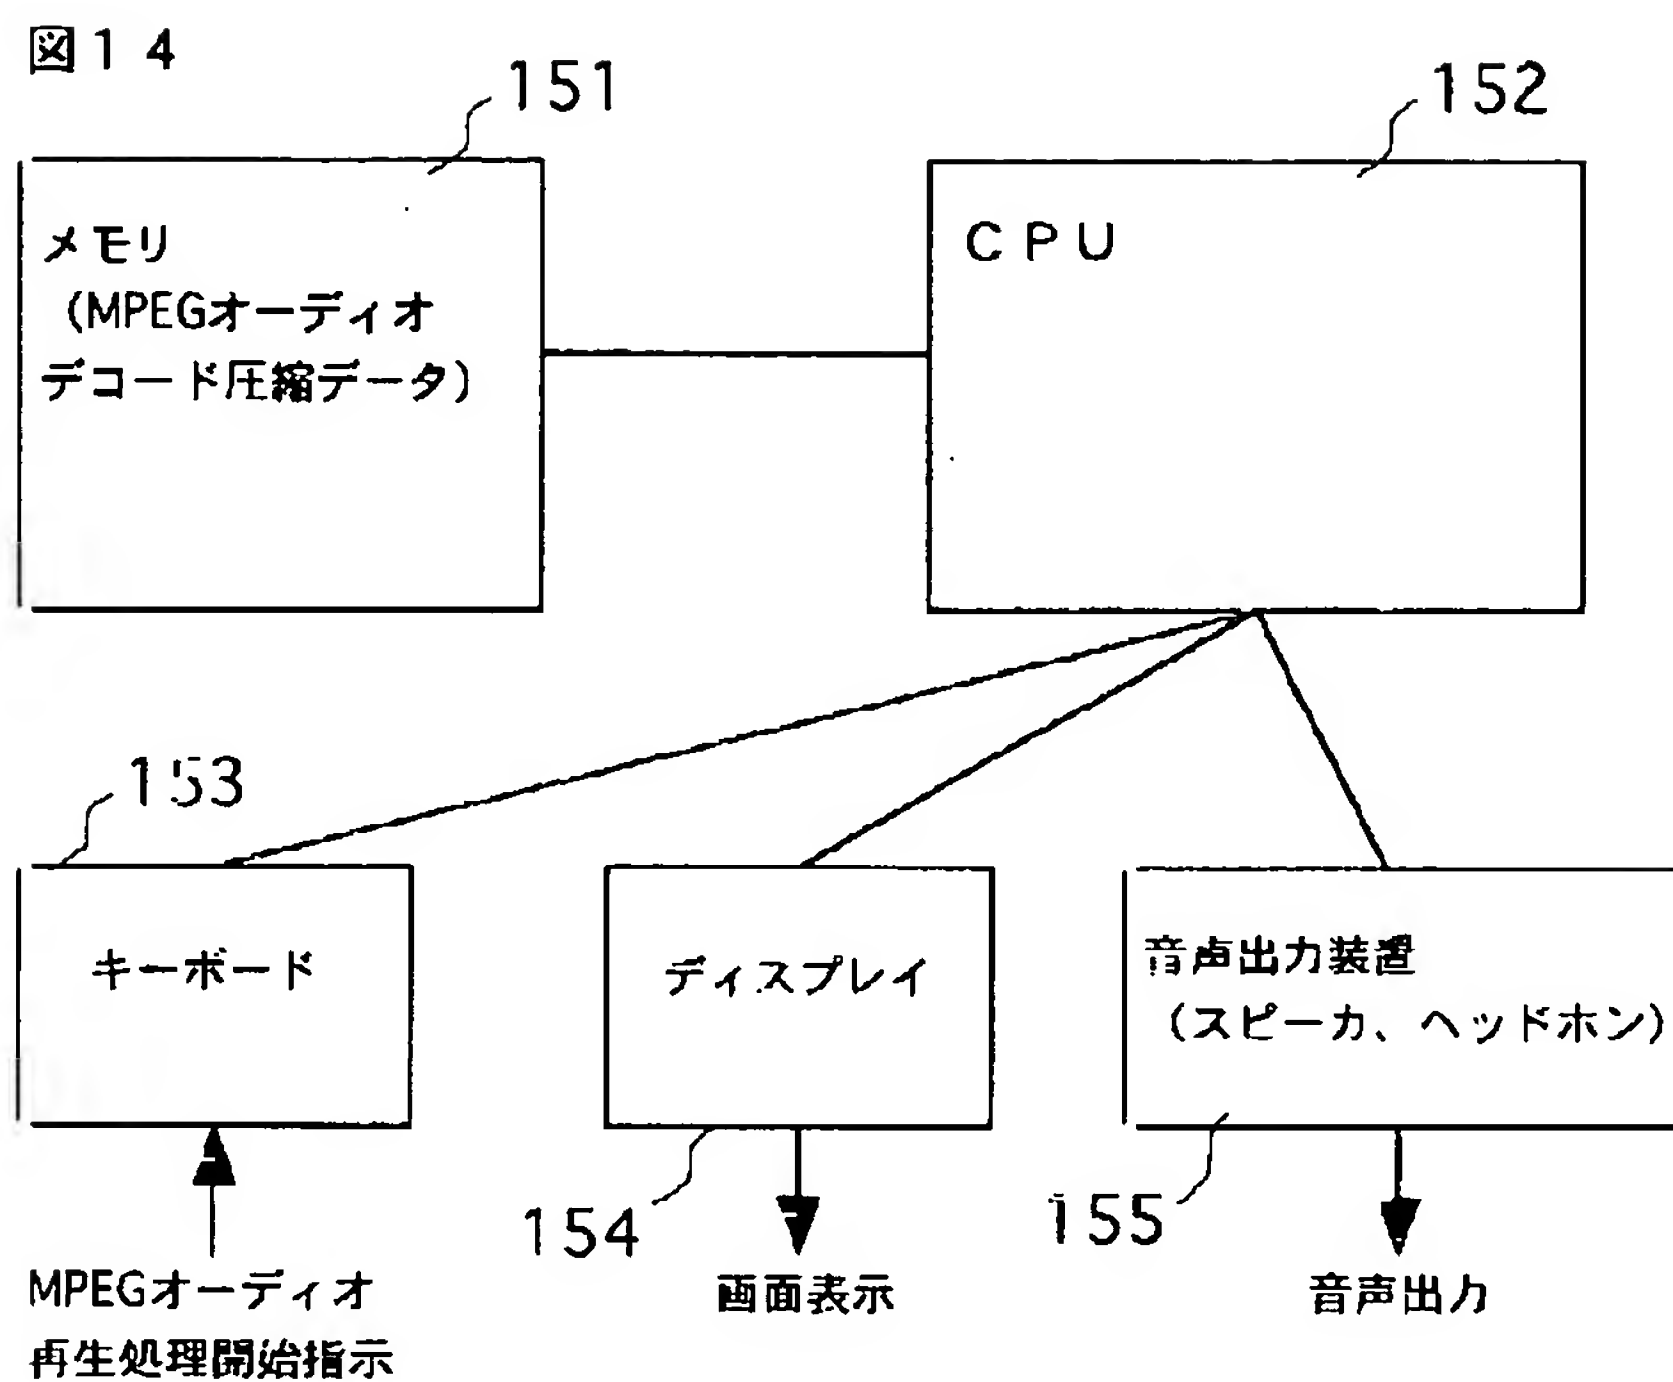 図14
151
152
メモリ
(MPEGオーディオ
デコード圧縮データ)
CPU
153
キーボード
ディスプレイ
音声出力装置
(スピーカ、ヘッドホン)
154
155
MPEGオーディオ
再生処理開始指示
画面表示
音声出力